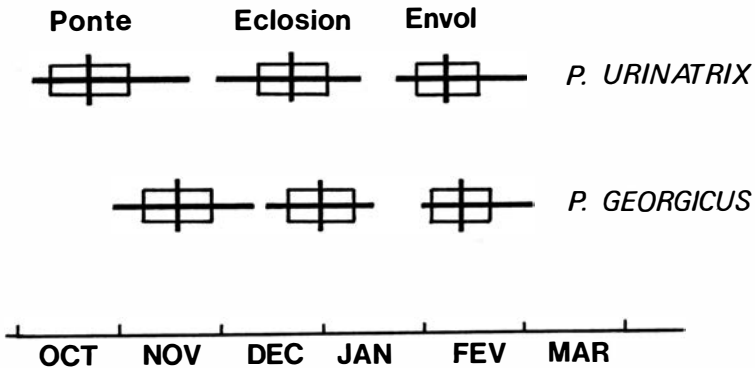 Ponte Eclosion Envol
P. URINATRIX
P. GEORGICUS
OCT NOV DEC JAN FEV MAR